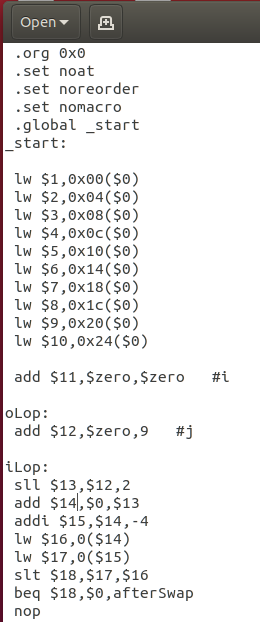 Open
.org 0x0
.set noat
.set noreorder
.set nomacro
.global _start
_start:
lw $1,0x00($0)
lw $2,0x04($0)
lw $3,0x08($0)
lw $4,0x0c($0)
lw $5,0x10($0)
lw $6,0x14($0)
lw $7,0x18($0)
lw $8,0x1c($0)
lw $9,0x20($0)
lw $10,0x24($0)
add $11,$zero,$zero #i
oLop:
add $12,$zero,9 #j
iLop:
sll $13,$12,2
add $14,$0,$13
addi $15,$14,-4
lw $16,0($14)
lw $17,0($15)
slt $18,$17,$16
beq $18,$0,afterSwap
nop